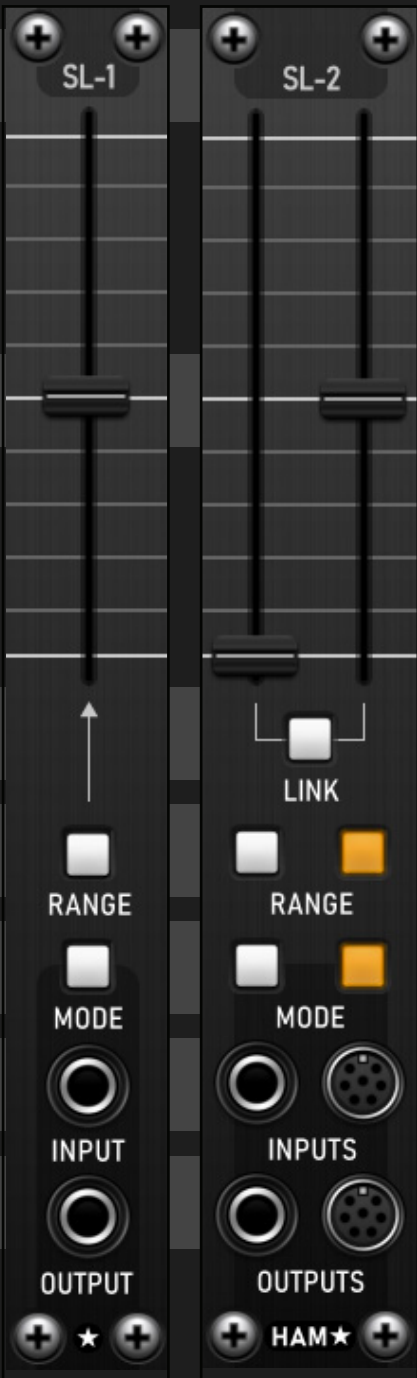 SL-1
RANGE
MODE
INPUT
OUTPUT
★
SL-2
LINK
RANGE
MODE
INPUTS
OUTPUTS
HAM★